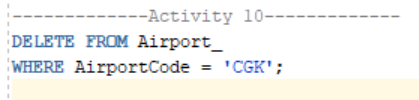 -------------Activity 10-------------
DELETE FROM Airport_
WHERE AirportCode = 'CGK';